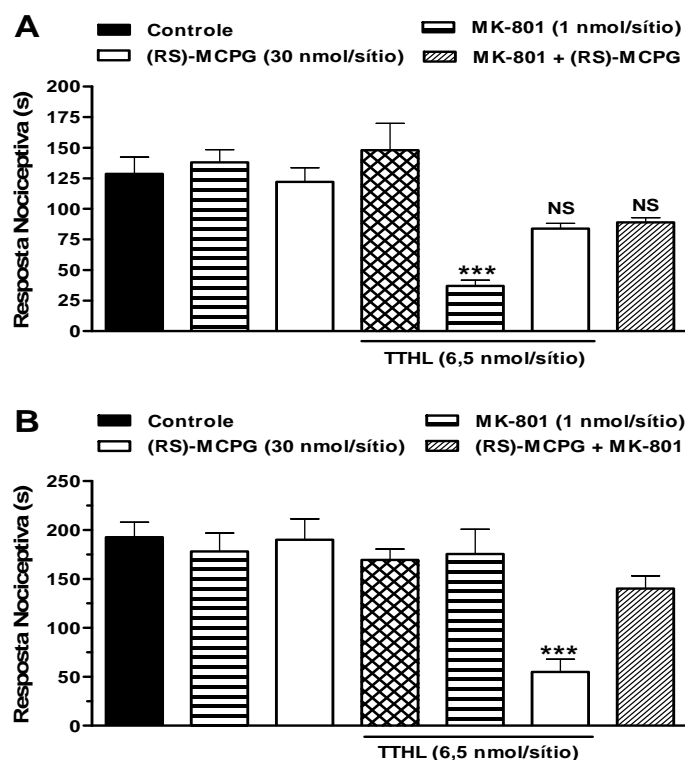 A
Controle
MK-801 (1 nmol/sítio)
(RS)-MCPG (30 nmol/sítio)
MK-801 + (RS)-MCPG
Resposta Nociceptiva (s)
200
175
150
125
100
75
50
25
0
***
NS
NS
TTHL (6,5 nmol/sítio)
B
Controle
MK-801 (1 nmol/sítio)
(RS)-MCPG (30 nmol/sítio)
(RS)-MCPG + MK-801
Resposta Nociceptiva (s)
250
200
150
100
50
0
***
TTHL (6,5 nmol/sítio)